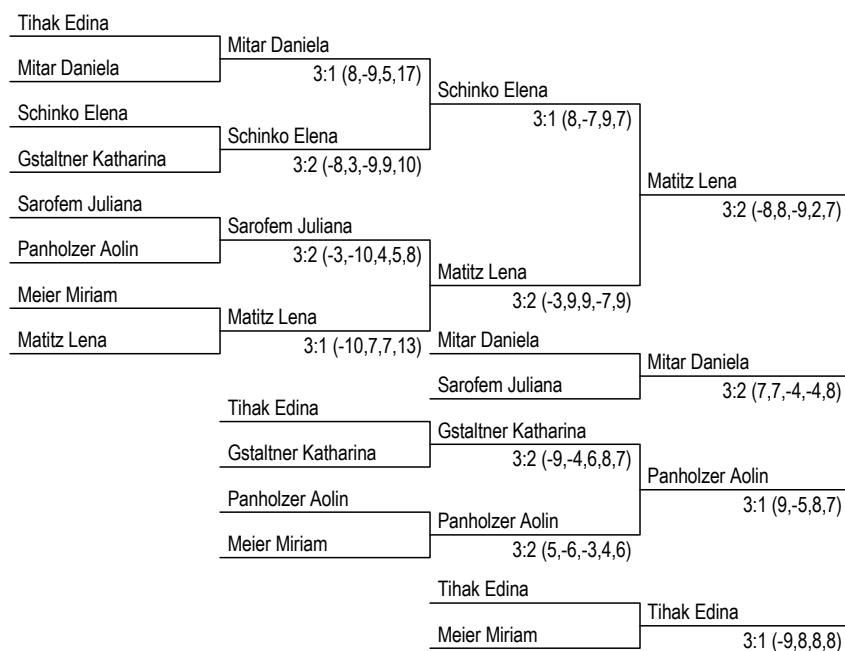 Tihak Edina
Mitar Daniela
Mitar Daniela
3:1 (8,-9,5,17)
Schinko Elena
Schinko Elena
3:1 (8,-7,9,7)
Schinko Elena
Gstaltner Katharina
3:2 (-8,3,-9,9,10)
Matitz Lena
3:2 (-8,8,-9,2,7)
Sarofem Juliana
Sarofem Juliana
Panholzer Aolin
3:2 (-3,-10,4,5,8)
Matitz Lena
3:2 (-3,9,9,-7,9)
Meier Miriam
Matitz Lena
Matitz Lena
3:1 (-10,7,7,13)
Mitar Daniela
Mitar Daniela
Sarofem Juliana
3:2 (7,7,-4,-4,8)
Tihak Edina
Gstaltner Katharina
Gstaltner Katharina
3:2 (-9,-4,6,8,7)
Panholzer Aolin
3:1 (9,-5,8,7)
Panholzer Aolin
Panholzer Aolin
Meier Miriam
3:2 (5,-6,-3,4,6)
Tihak Edina
Tihak Edina
Meier Miriam
3:1 (-9,8,8,8)